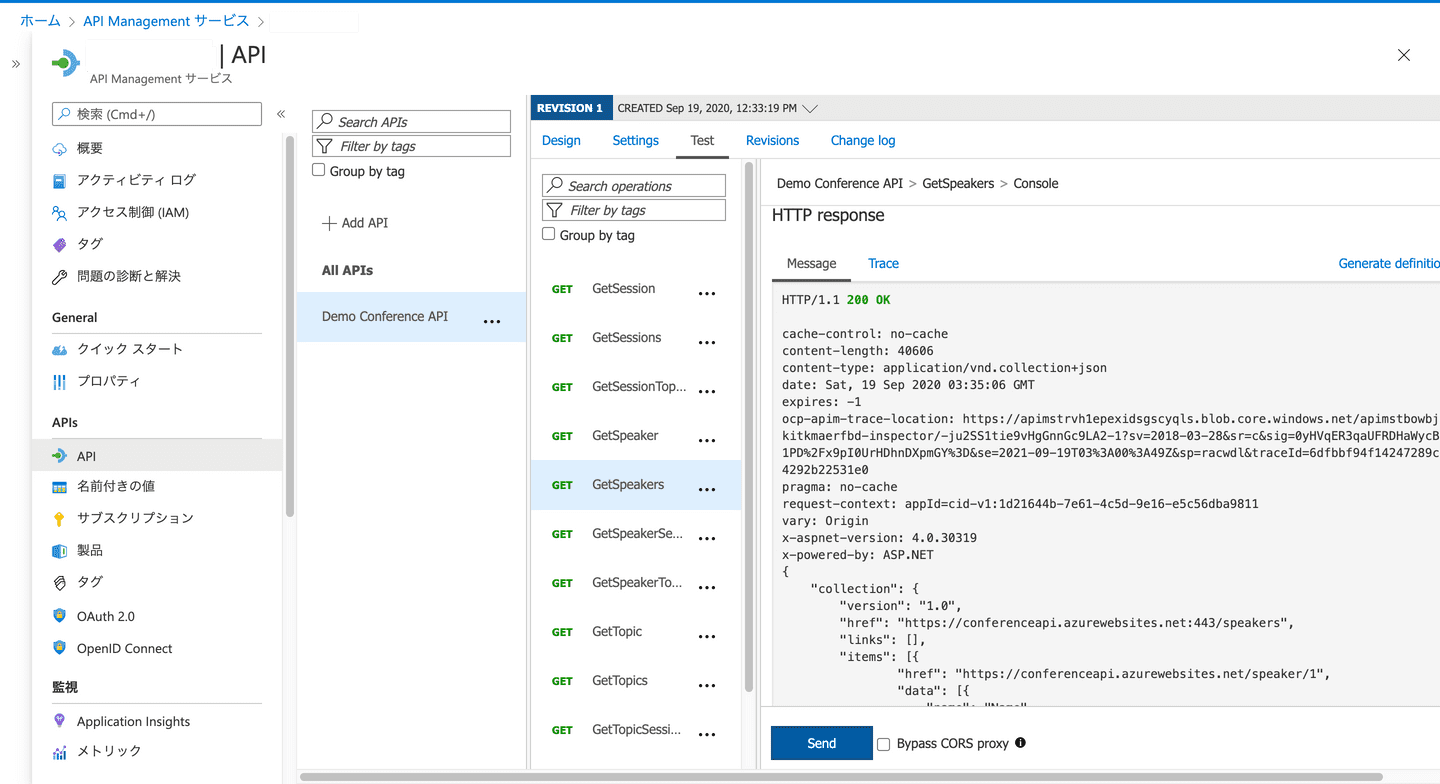 ホーム > API Management サービス >
| API
API Management サービス
検索 (Cmd+/)
概要
アクティビティ ログ
アクセス制御 (IAM)
タグ
問題の診断と解決
General
クイック スタート
プロパティ
APIs
API
名前付きの値
サブスクリプション
製品
タグ
OAuth 2.0
OpenID Connect
監視
Application Insights
メトリック
Search APIs
Filter by tags
Group by tag
Add API
All APIs
Demo Conference API ...
REVISION 1 CREATED Sep 19, 2020, 12:33:19 PM
Design Settings Test Revisions Change log
Search operations
Filter by tags
Group by tag
GET GetSession ...
GET GetSessions ...
GET GetSessionTop... ...
GET GetSpeaker ...
GET GetSpeakers ...
GET GetSpeakerSe... ...
GET GetSpeakerTo... ...
GET GetTopic ...
GET GetTopics ...
GET GetTopicSessi... ...
Demo Conference API > GetSpeakers > Console
HTTP response
Message Trace Generate definitio
HTTP/1.1 200 OK
cache-control: no-cache
content-length: 40606
content-type: application/vnd.collection+json
date: Sat, 19 Sep 2020 03:35:06 GMT
expires: -1
ocp-apim-trace-location: https://apimstrvh1epexidsgscyqls.blob.core.windows.net/apimstbowbj
kitkmaerfbd-inspector/-ju2SS1tie9vHgGnnGc9LA2-1?sv=2018-03-28&sr=c&sig=0yHVqER3qaUFRDHaWycB
1PD%2Fx9pI0UrHDhnDXpmGY%3D&se=2021-09-19T03%3A00%3A49Z&sp=racwdl&traceId=6dfbbf94f14247289c
4292b22531e0
pragma: no-cache
request-context: appId=cid-v1:1d21644b-7e61-4c5d-9e16-e5c56dba9811
vary: Origin
x-aspnet-version: 4.0.30319
x-powered-by: ASP.NET
{
"collection": {
"version": "1.0",
"href": "https://conferenceapi.azurewebsites.net:443/speakers",
"links": [],
"items": [{
"href": "https://conferenceapi.azurewebsites.net/speaker/1",
"data": [{
"name": "Name"
Send Bypass CORS proxy